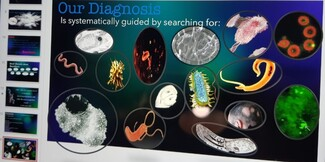 Our Diagnosis
Is systematically guided by searching for: